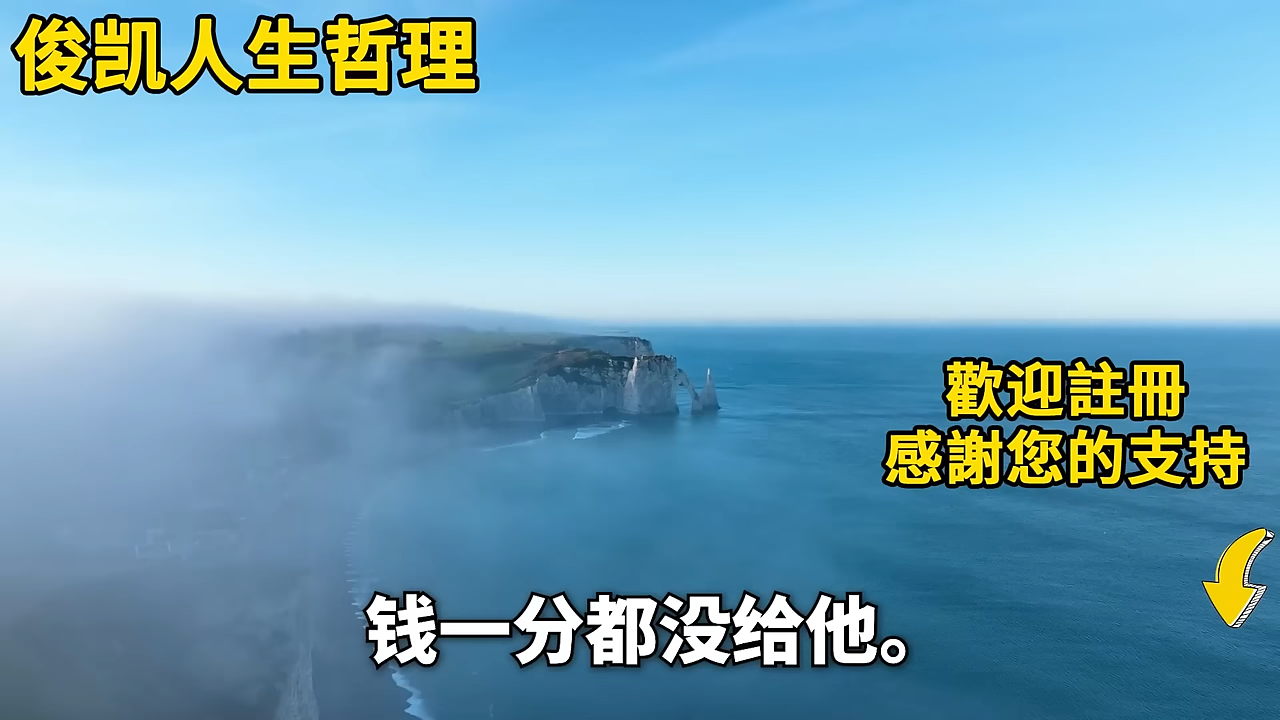 俊凯人生哲理
歡迎註冊
感謝您的支持
钱一分都没给他。